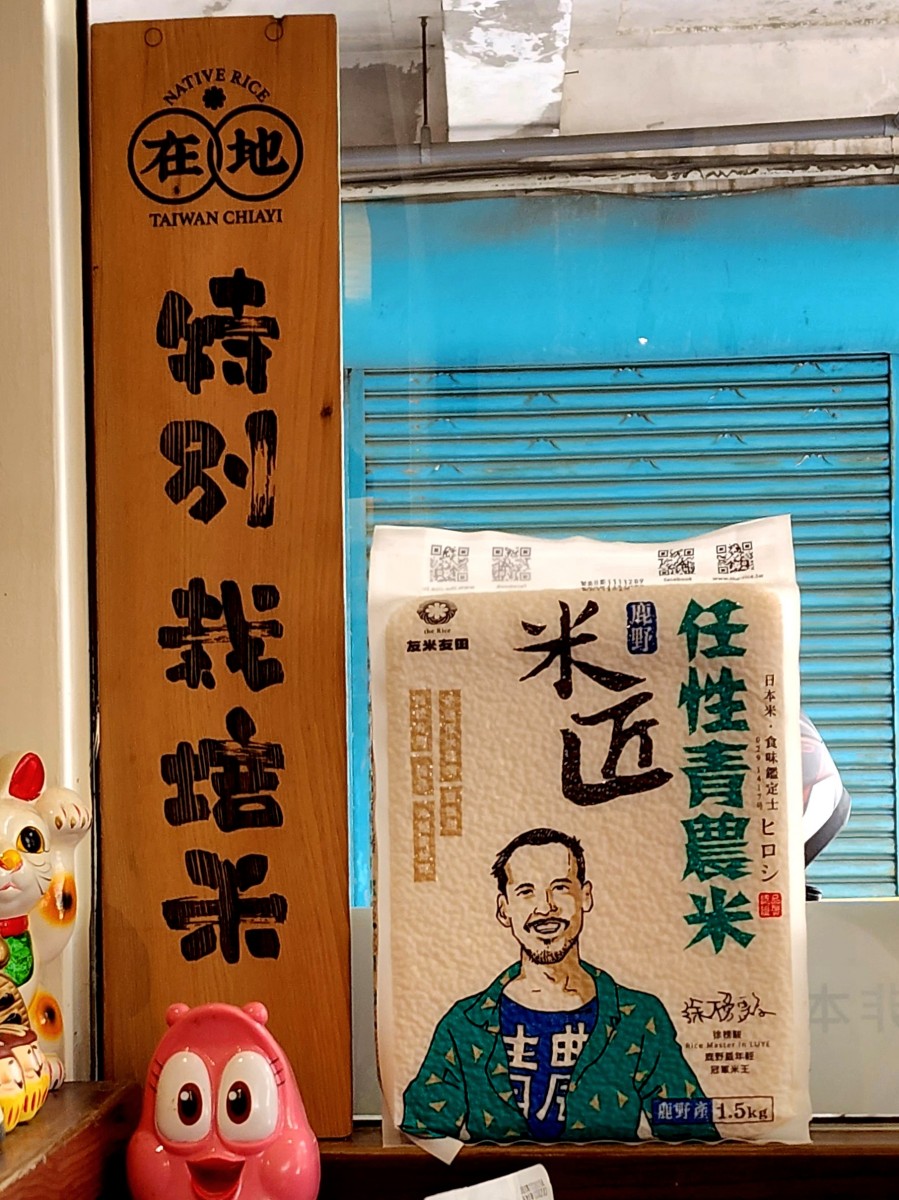 NATIVE RICE
在地
TAIWAN CHIAYI
特別栽培米
the Rice
友米友田
鹿野
米匠
任性青農米
日本米・食味鑑定士 ヒロシ
青農
Rice Master in LUYE
鹿野最年輕
冠軍米王
鹿野產 1.5kg